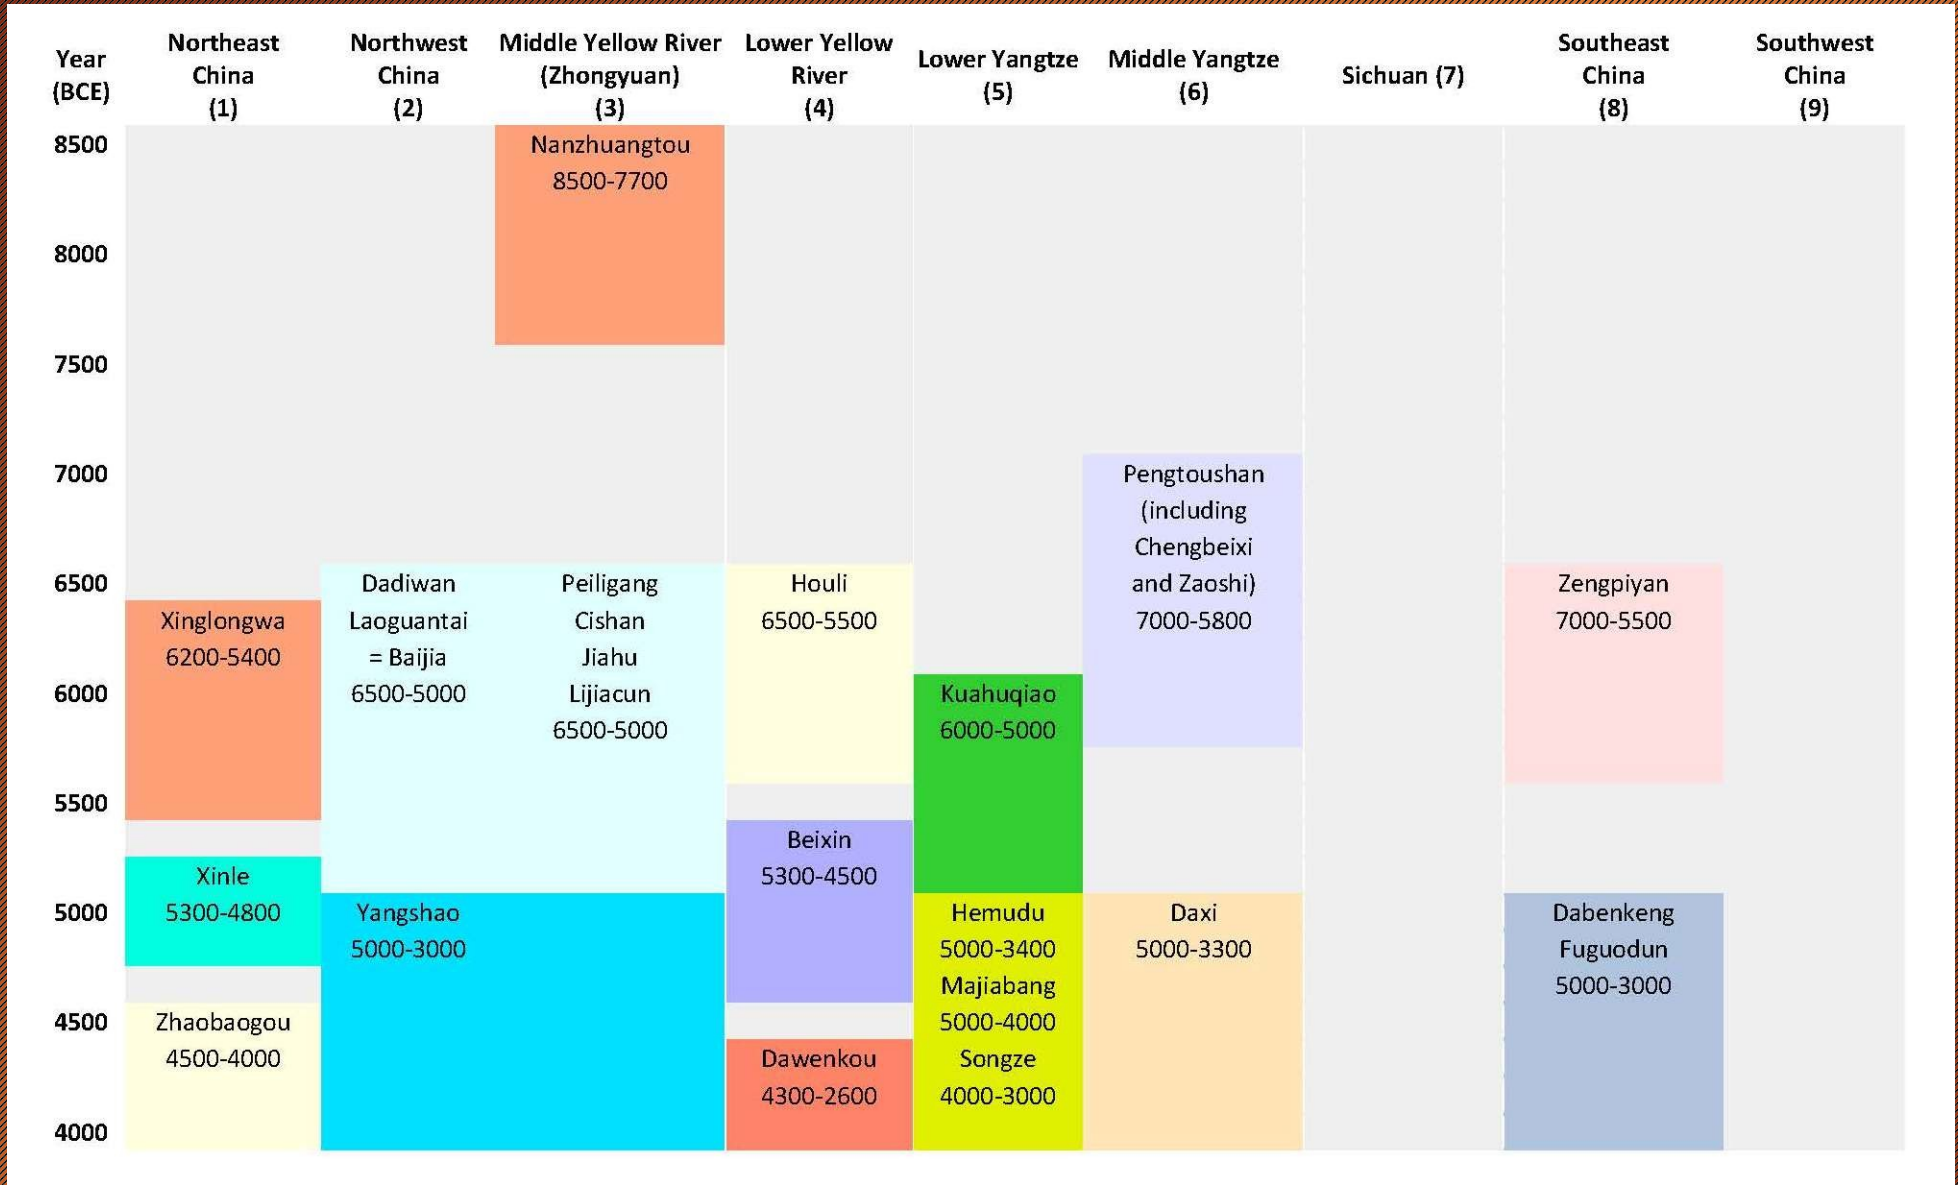 Year
(BCE)
Northeast
China
(1)
Northwest
China
(2)
Middle Yellow River
(Zhongyuan)
(3)
Lower Yellow
River
(4)
Lower Yangtze
(5)
Middle Yangtze
(6)
Sichuan (7)
Southeast
China
(8)
Southwest
China
(9)
8500
8000
7500
7000
6500
6000
5500
5000
4500
4000
Xinglongwa
6200-5400
Xinle
5300-4800
Zhaobaogou
4500-4000
Dadiwan
Laoguantai
= Baijia
6500-5000
Yangshao
5000-3000
Nanzhuangtou
8500-7700
Peiligang
Cishan
Jiahu
Lijiacun
6500-5000
Houli
6500-5500
Beixin
5300-4500
Dawenkou
4300-2600
Kuahuqiao
6000-5000
Hemudu
5000-3400
Majiabang
5000-4000
Songze
4000-3000
Pengtoushan
(including
Chengbeixi
and Zaoshi)
7000-5800
Daxi
5000-3300
Zengpiyan
7000-5500
Dabenkeng
Fuguodun
5000-3000